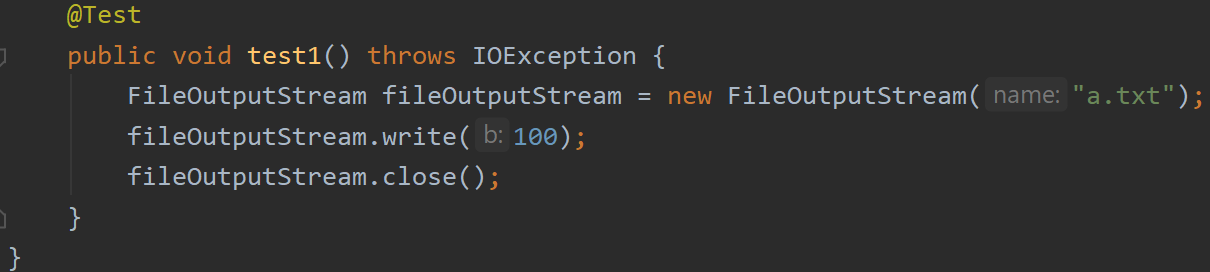 @Test
public void test1() throws IOException {
FileOutputStream fileOutputStream = new FileOutputStream( name: "a.txt");
fileOutputStream.write( b: 100);
fileOutputStream.close();
}
}